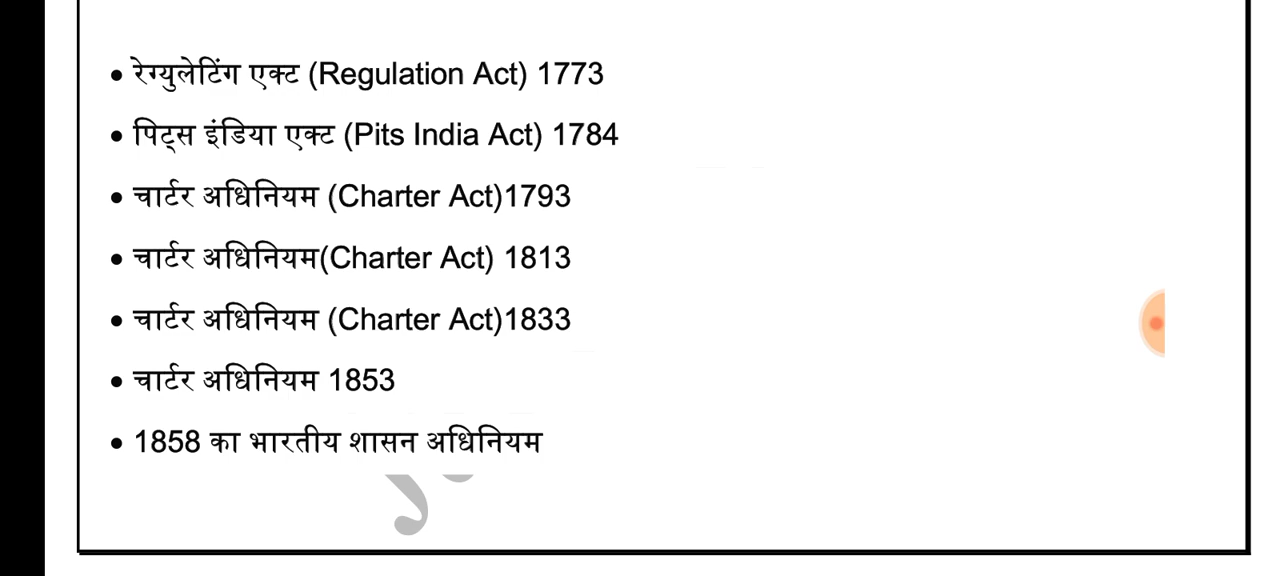 • रेग्युलेटिंग एक्ट (Regulation Act) 1773
• पिट्स इंडिया एक्ट (Pits India Act) 1784
• चार्टर अधिनियम (Charter Act)1793
• चार्टर अधिनियम(Charter Act) 1813
• चार्टर अधिनियम (Charter Act)1833
• चार्टर अधिनियम 1853
• 1858 का भारतीय शासन अधिनियम